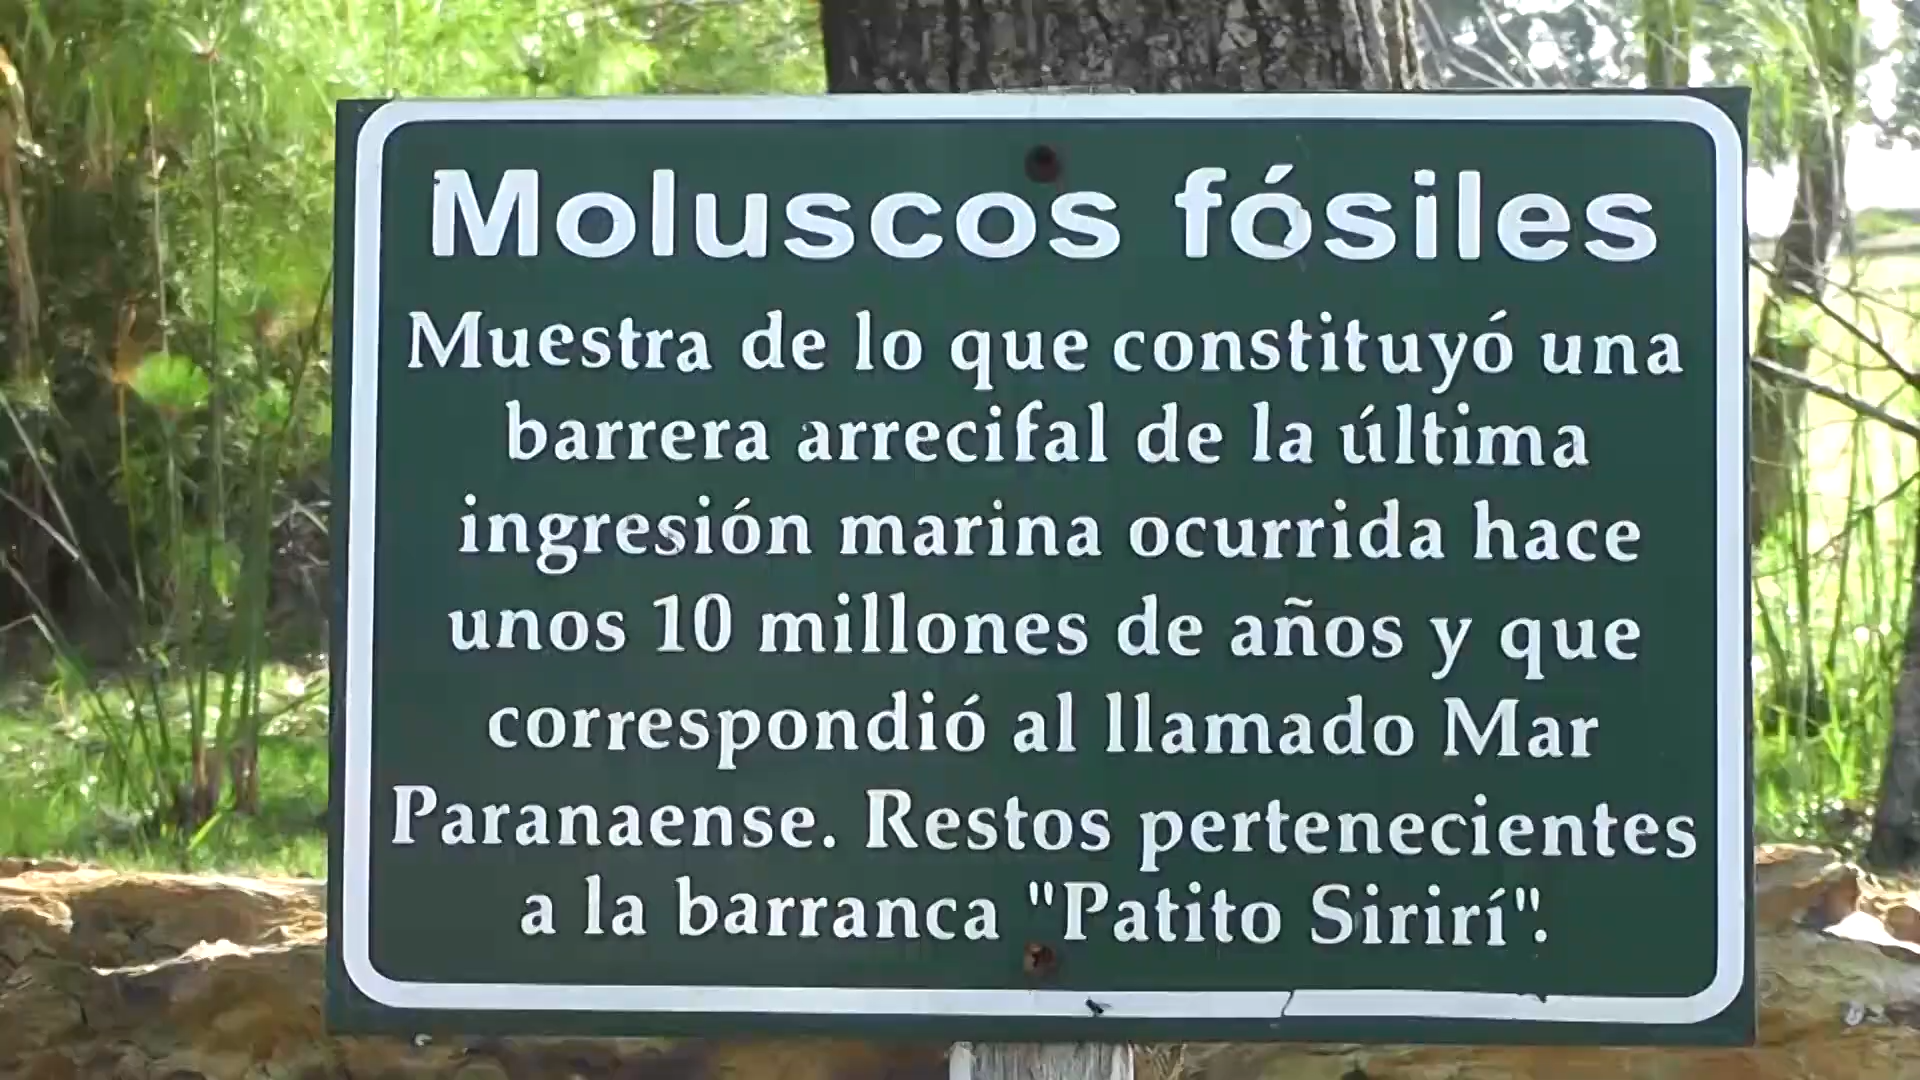 Moluscos fósiles
Muestra de lo que constituyó una
barrera arrecifal de la última
ingresión marina ocurrida hace
unos 10 millones de años y que
correspondió al llamado Mar
Paranaense. Restos pertenecientes
a la barranca "Patito Sirirí".